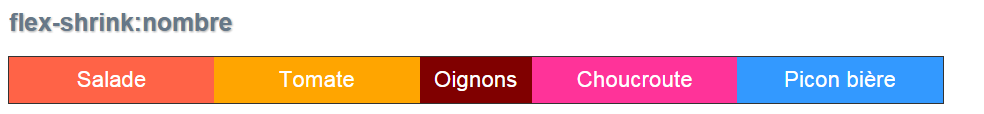 flex-shrink:nombre
Salade Tomate Oignons Choucroute Picon bière